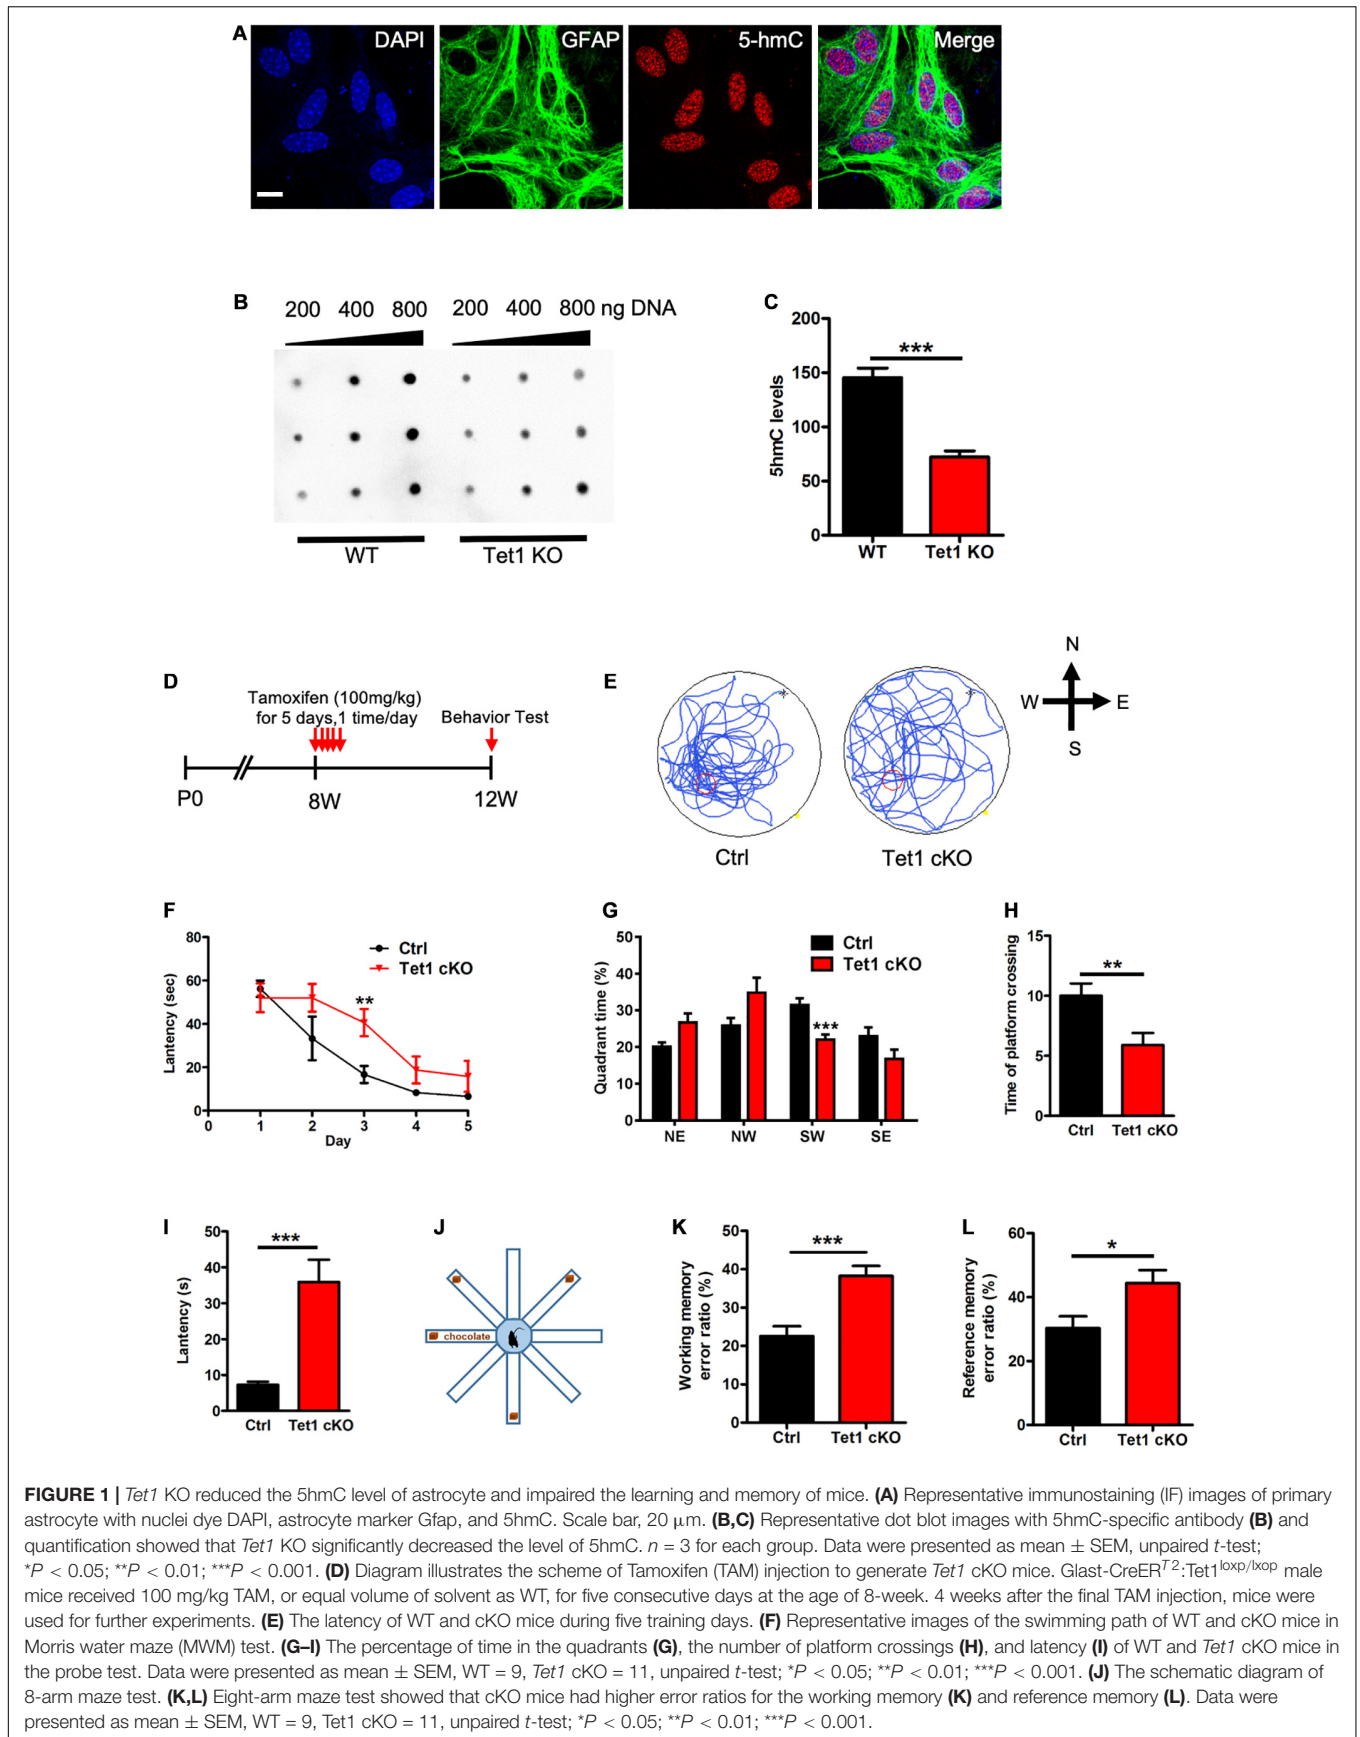 A
DAPI
GFAP
5-hmC
Merge
B
200 400 800 200 400 800 ng DNA
WT
Tet1 KO
C
200
150
100
50
0
5hmC levels
***
WT
Tet1 KO
D
Tamoxifen (100mg/kg)
for 5 days,1 time/day
Behavior Test
P0
8W
12W
E
Ctrl
Tet1 cKO
N
W
E
S
F
80
60
40
20
0
Lantency (sec)
Ctrl
Tet1 cKO
**
0 1 2 3 4 5
Day
G
50
40
30
20
10
0
Quadrant time (%)
Ctrl
Tet1 cKO
***
NE NW SW SE
H
15
10
5
0
Time of platform crossing
**
Ctrl Tet1 cKO
I
50
40
30
20
10
0
Lantency (s)
***
Ctrl Tet1 cKO
J
chocolate
K
50
40
30
20
10
0
Working memory
error ratio (%)
***
Ctrl Tet1 cKO
L
60
40
20
0
Reference memory
error ratio (%)
*
Ctrl Tet1 cKO
FIGURE 1 | Tet1 KO reduced the 5hmC level of astrocyte and impaired the learning and memory of mice. (A) Representative immunostaining (IF) images of primary
astrocyte with nuclei dye DAPI, astrocyte marker Gfap, and 5hmC. Scale bar, 20 μm. (B,C) Representative dot blot images with 5hmC-specific antibody (B) and
quantification showed that Tet1 KO significantly decreased the level of 5hmC. n = 3 for each group. Data were presented as mean ± SEM, unpaired t-test;
*P < 0.05; **P < 0.01; ***P < 0.001. (D) Diagram illustrates the scheme of Tamoxifen (TAM) injection to generate Tet1 cKO mice. Glast-CreERT2:Tet1loxp/lxop male
mice received 100 mg/kg TAM, or equal volume of solvent as WT, for five consecutive days at the age of 8-week. 4 weeks after the final TAM injection, mice were
used for further experiments. (E) The latency of WT and cKO mice during five training days. (F) Representative images of the swimming path of WT and cKO mice in
Morris water maze (MWM) test. (G–I) The percentage of time in the quadrants (G), the number of platform crossings (H), and latency (I) of WT and Tet1 cKO mice in
the probe test. Data were presented as mean ± SEM, WT = 9, Tet1 cKO = 11, unpaired t-test; *P < 0.05; **P < 0.01; ***P < 0.001. (J) The schematic diagram of
8-arm maze test. (K,L) Eight-arm maze test showed that cKO mice had higher error ratios for the working memory (K) and reference memory (L). Data were
presented as mean ± SEM, WT = 9, Tet1 cKO = 11, unpaired t-test; *P < 0.05; **P < 0.01; ***P < 0.001.